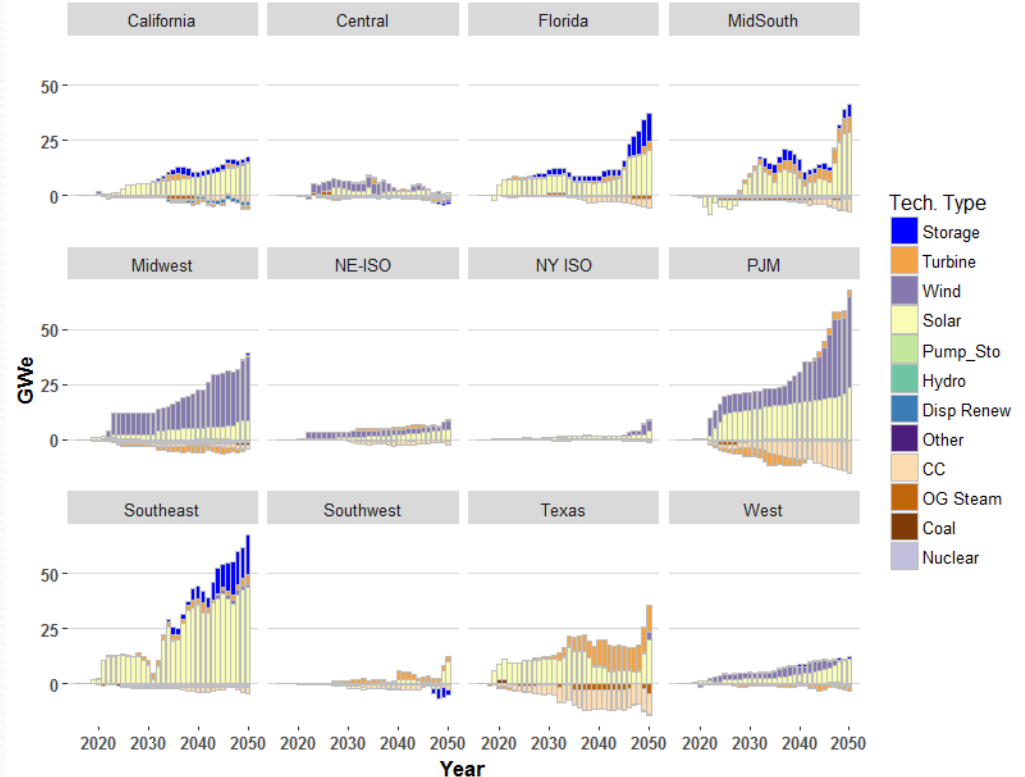 California Central Florida MidSouth
50
25
0
Midwest NE-ISO NY ISO PJM
50
25
0
Southeast Southwest Texas West
50
25
0
2020 2030 2040 2050 2020 2030 2040 2050 2020 2030 2040 2050 2020 2030 2040 2050
Year
GWe
Tech. Type
Storage
Turbine
Wind
Solar
Pump_Sto
Hydro
Disp Renew
Other
CC
OG Steam
Coal
Nuclear